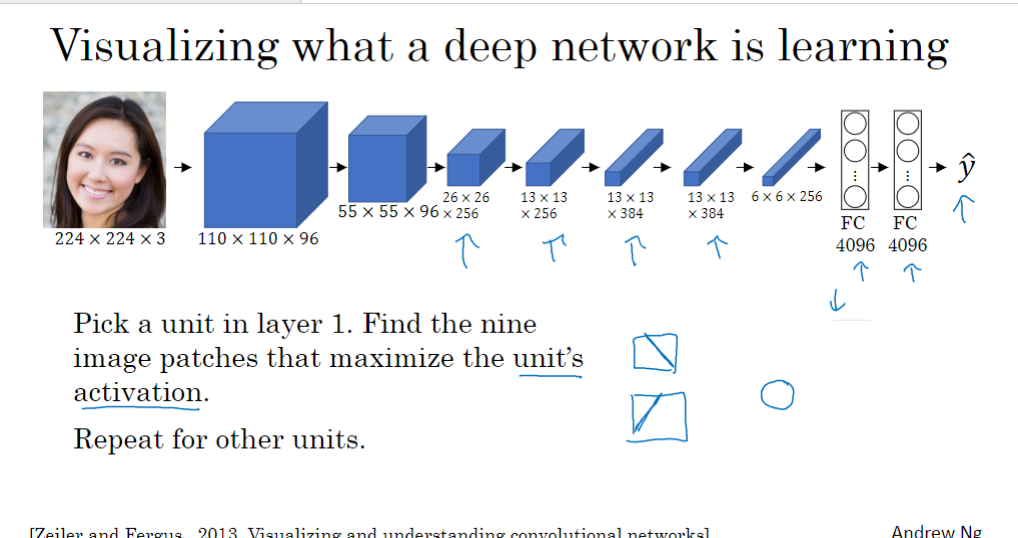 Visualizing what a deep network is learning
224 × 224 × 3
110 × 110 × 96
55 × 55 × 96
26 × 26
× 256
13 × 13
× 256
13 × 13
× 384
13 × 13
× 384
6 × 6 × 256
FC
4096
FC
4096
ŷ
Pick a unit in layer 1. Find the nine
image patches that maximize the unit's
activation.
Repeat for other units.
[Zeiler and Fergus., 2013, Visualizing and understanding convolutional networks]
Andrew Ng